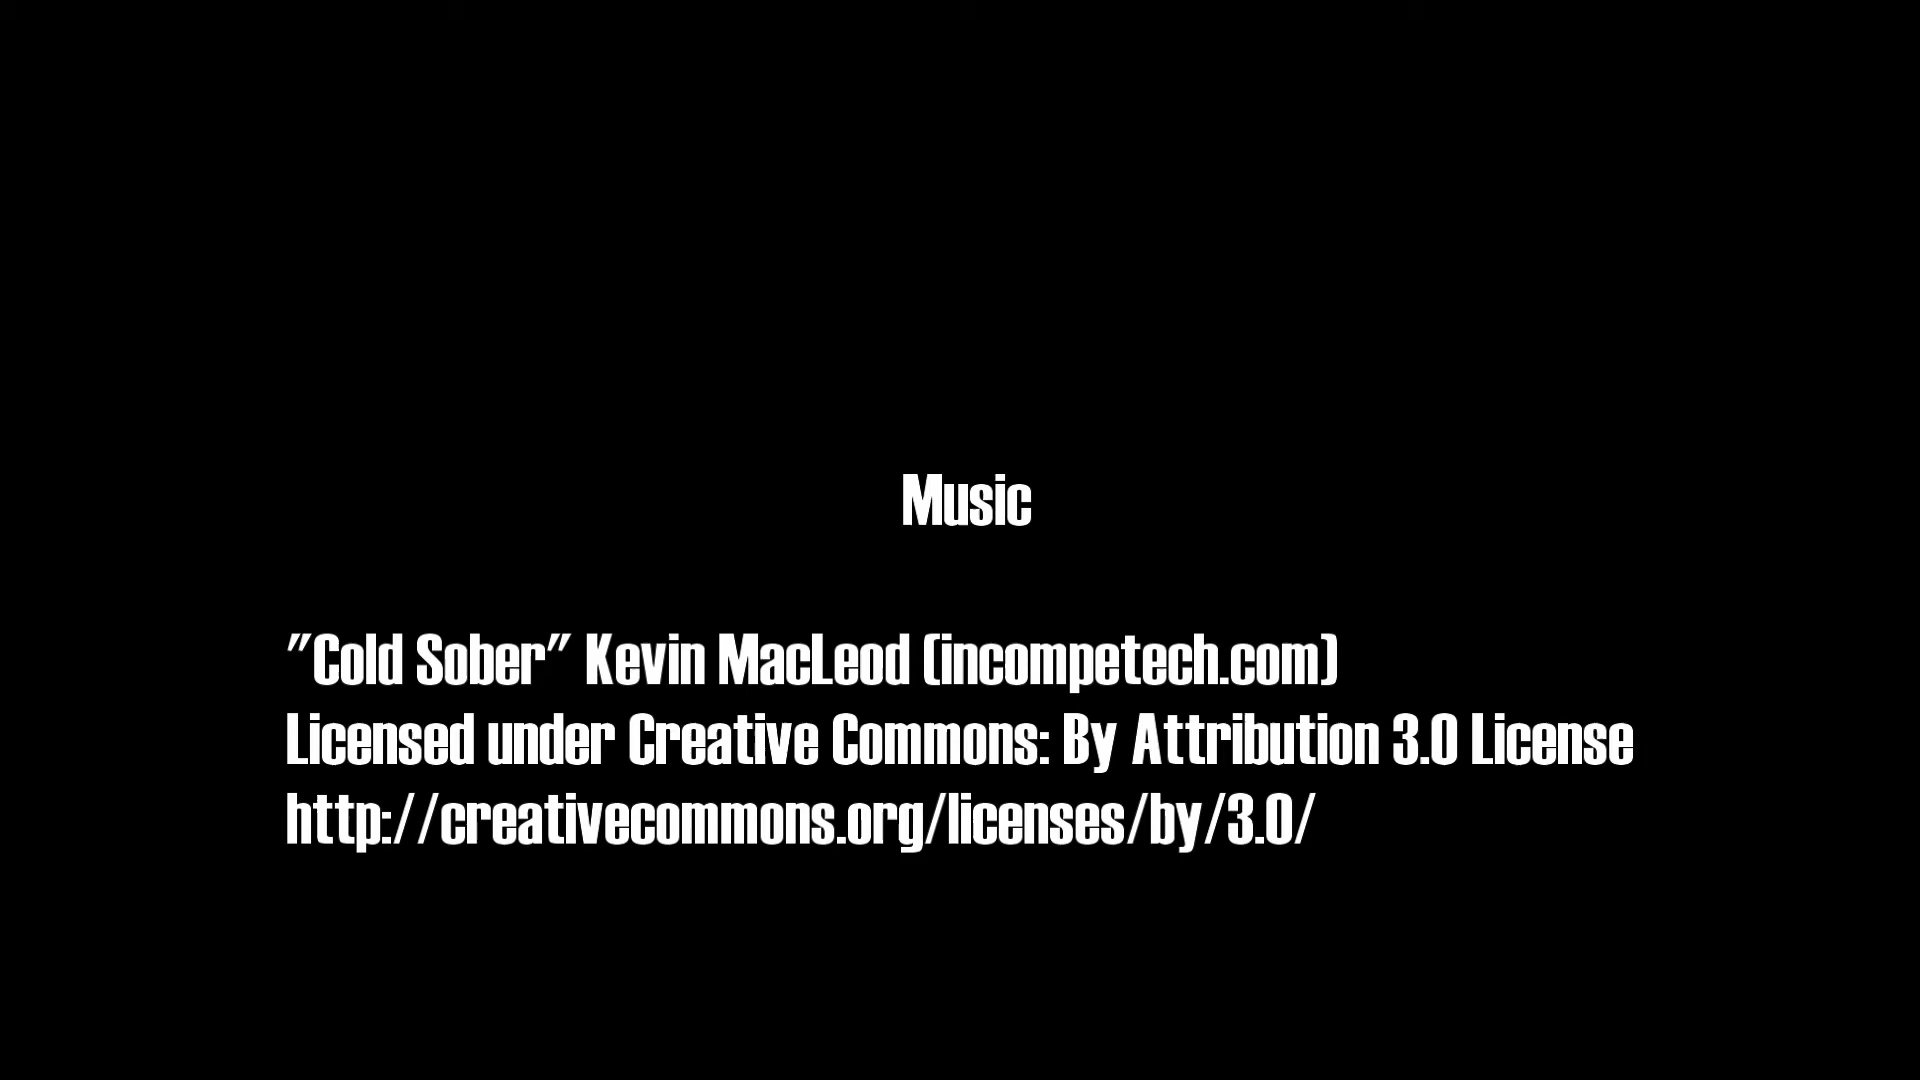 Music
"Cold Sober" Kevin MacLeod (incompetech.com)
Licensed under Creative Commons: By Attribution 3.0 License
http://creativecommons.org/licenses/by/3.0/